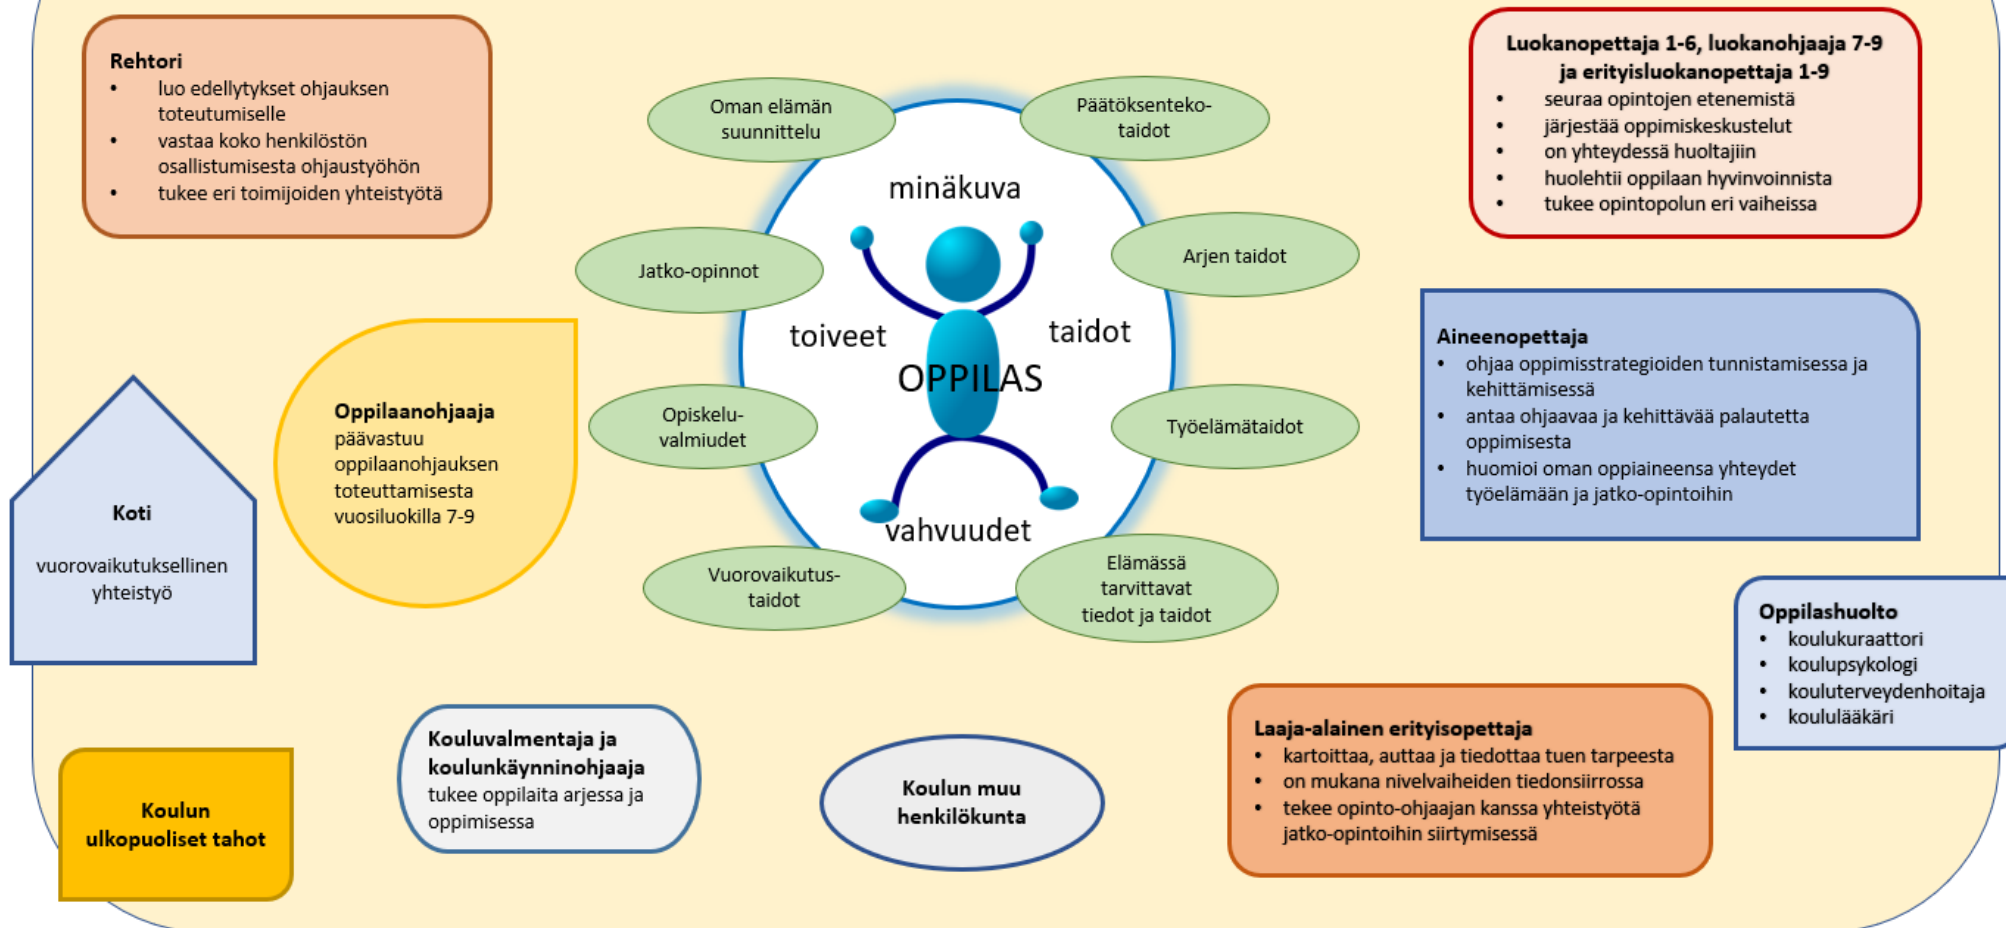 Rehtori
• luo edellytykset ohjauksen
toteutumiselle
• vastaa koko henkilöstön
osallistumisesta ohjaustyöhön
• tukee eri toimijoiden yhteistyötä
Oman elämän
suunnittelu
Päätöksenteko-
taidot
Luokanopettaja 1-6, luokanohjaaja 7-9
ja erityisluokanopettaja 1-9
• seuraa opintojen etenemistä
• järjestää oppimiskeskustelut
• on yhteydessä huoltajiin
• huolehtii oppilaan hyvinvoinnista
• tukee opintopolun eri vaiheissa
minäkuva
Jatko-opinnot
Arjen taidot
toiveet
taidot
OPPILAS
Aineenopettaja
• ohjaa oppimisstrategioiden tunnistamisessa ja
kehittämisessä
• antaa ohjaavaa ja kehittävää palautetta
oppimisesta
• huomioi oman oppiaineensa yhteydet
työelämään ja jatko-opintoihin
Oppilaanohjaaja
päävastuu
oppilaanohjauksen
toteuttamisesta
vuosiluokilla 7-9
Opiskelu-
valmiudet
Työelämätaidot
Koti
vuorovaikutuksellinen
yhteistyö
vahvuudet
Vuorovaikutus-
taidot
Elämässä
tarvittavat
tiedot ja taidot
Oppilashuolto
• koulukuraattori
• koulupsykologi
• kouluterveydenhoitaja
• koululääkäri
Koulun
ulkopuoliset tahot
Kouluvalmentaja ja
koulunkäynninohjaaja
tukee oppilaita arjessa ja
oppimisessa
Koulun muu
henkilökunta
Laaja-alainen erityisopettaja
• kartoittaa, auttaa ja tiedottaa tuen tarpeesta
• on mukana nivelvaiheiden tiedonsiirrossa
• tekee opinto-ohjaajan kanssa yhteistyötä
jatko-opintoihin siirtymisessä